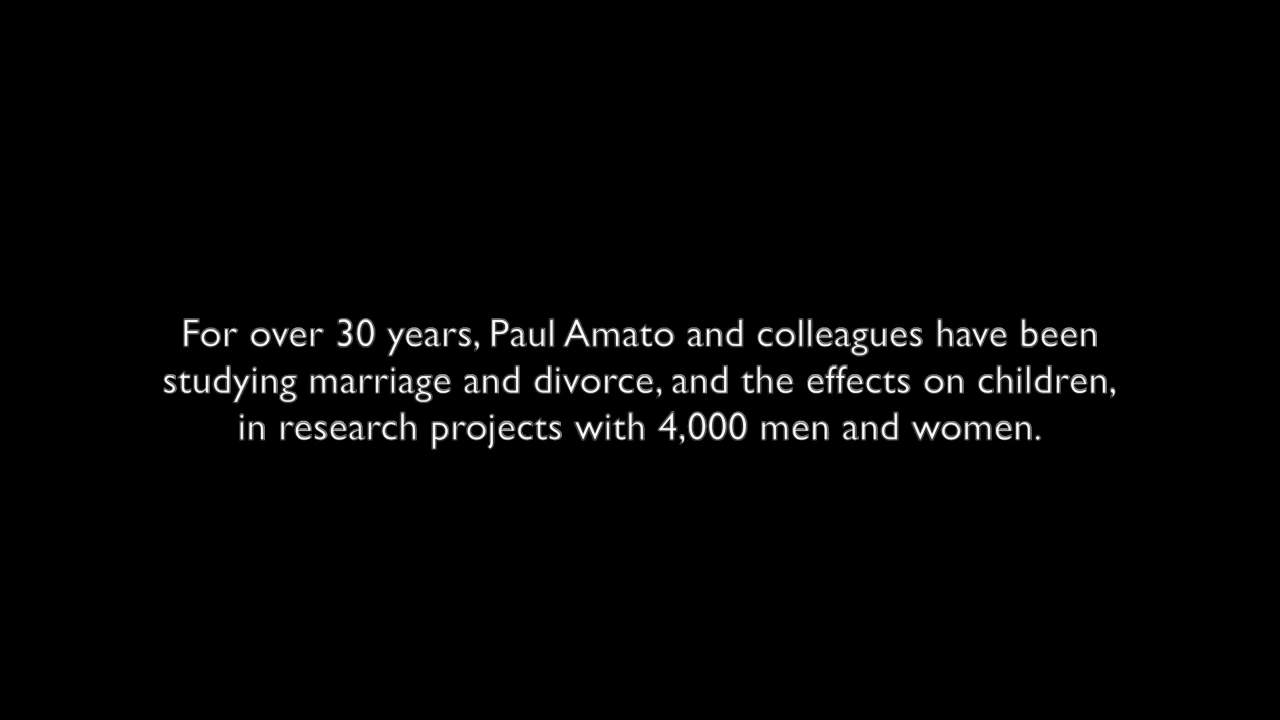 For over 30 years, Paul Amato and colleagues have been
studying marriage and divorce, and the effects on children,
in research projects with 4,000 men and women.